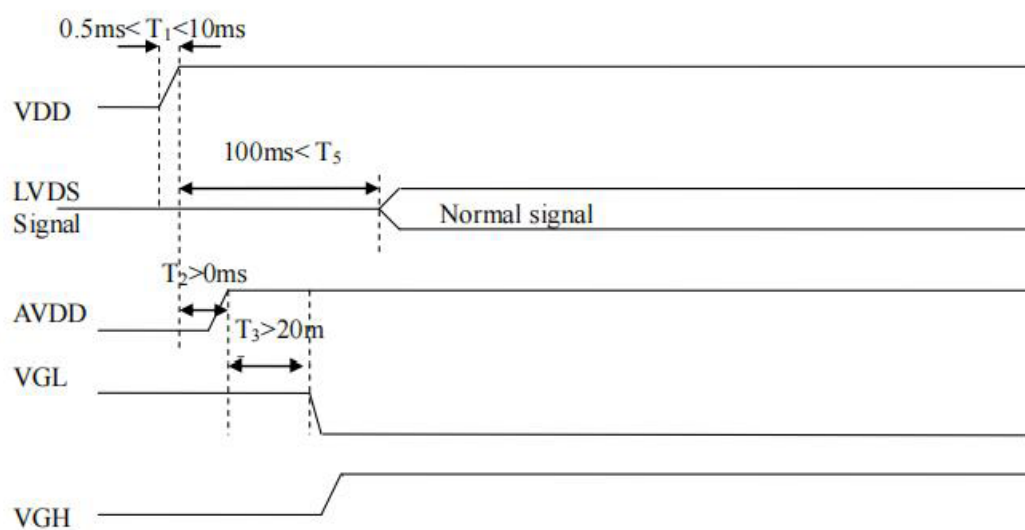 0.5ms< T₁<10ms
VDD
100ms< T₅
LVDS
Signal
Normal signal
T₂>0ms
AVDD
T₃>20m
VGL
VGH